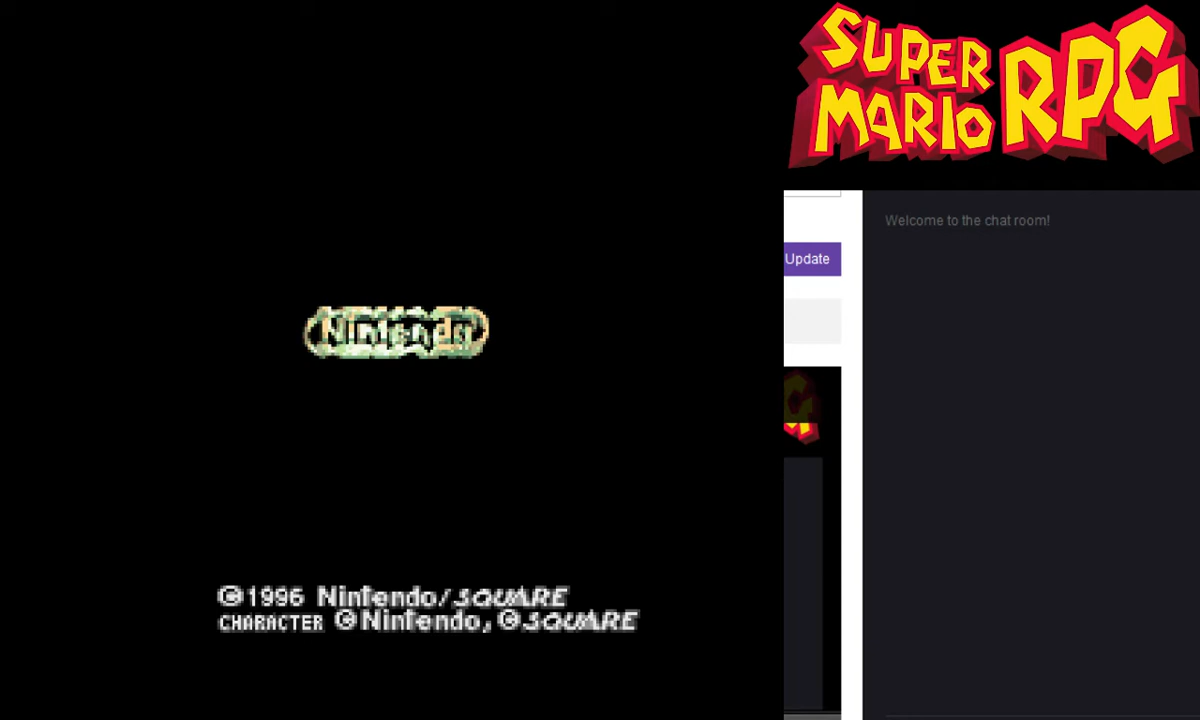 SUPER
MARIO RPG
Welcome to the chat room!
Update
Nintendo
©1996 Nintendo/SQUARE
CHARACTER ©Nintendo, ©SQUARE